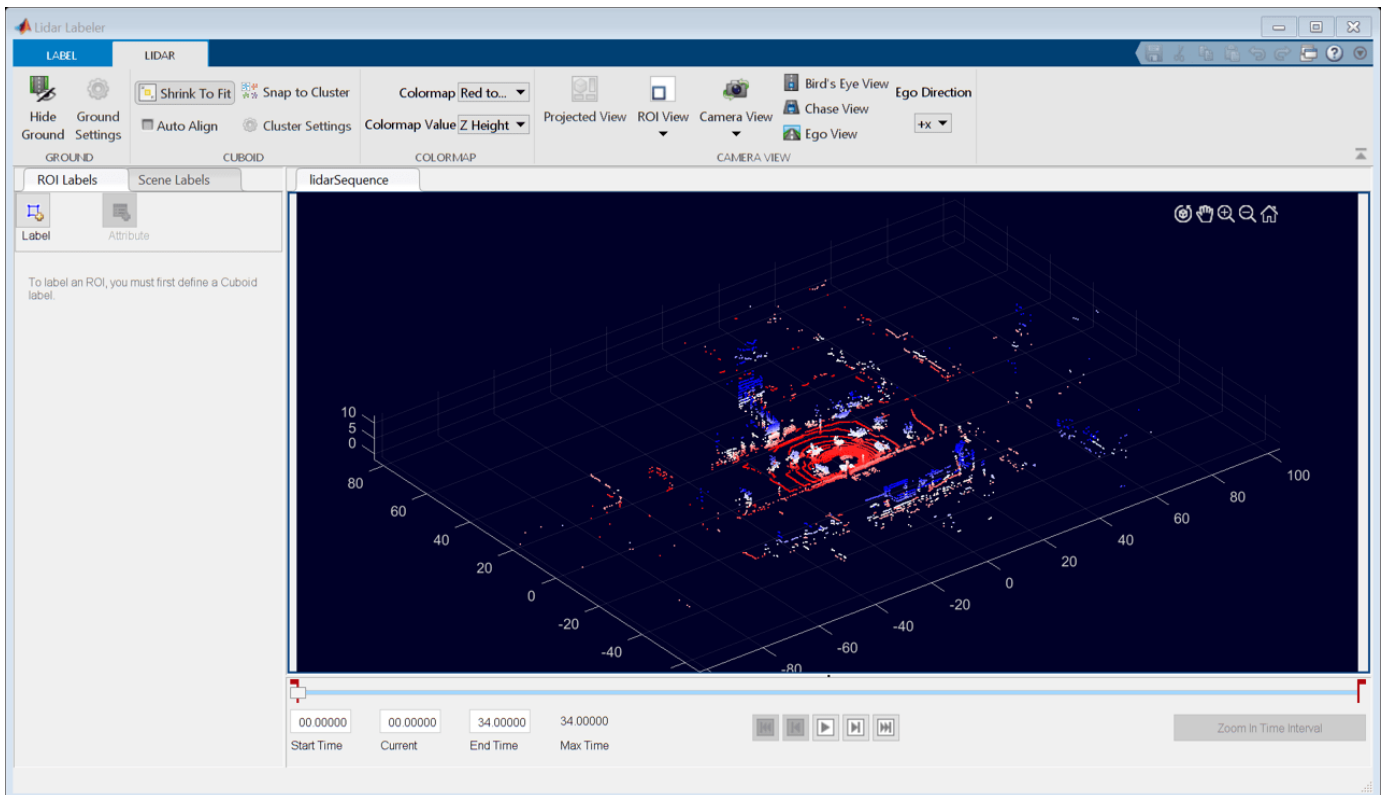 Lidar Labeler
LABEL LIDAR
Hide Ground
Ground Settings
Shrink To Fit
Snap to Cluster
Auto Align
Cluster Settings
Colormap Red to...
Colormap Value Z Height
Projected View
ROI View
Camera View
Bird's Eye View
Chase View
Ego View
Ego Direction
+x
GROUND CUBOID COLORMAP CAMERA VIEW
ROI Labels Scene Labels lidarSequence
Label Attribute
To label an ROI, you must first define a Cuboid
label.
10
5
0
80
60
40
20
0
-20
-40
-80
-60
-40
-20
0
20
40
60
80
100
00.00000 00.00000 34.00000 34.00000
Start Time Current End Time Max Time
Zoom In Time Interval